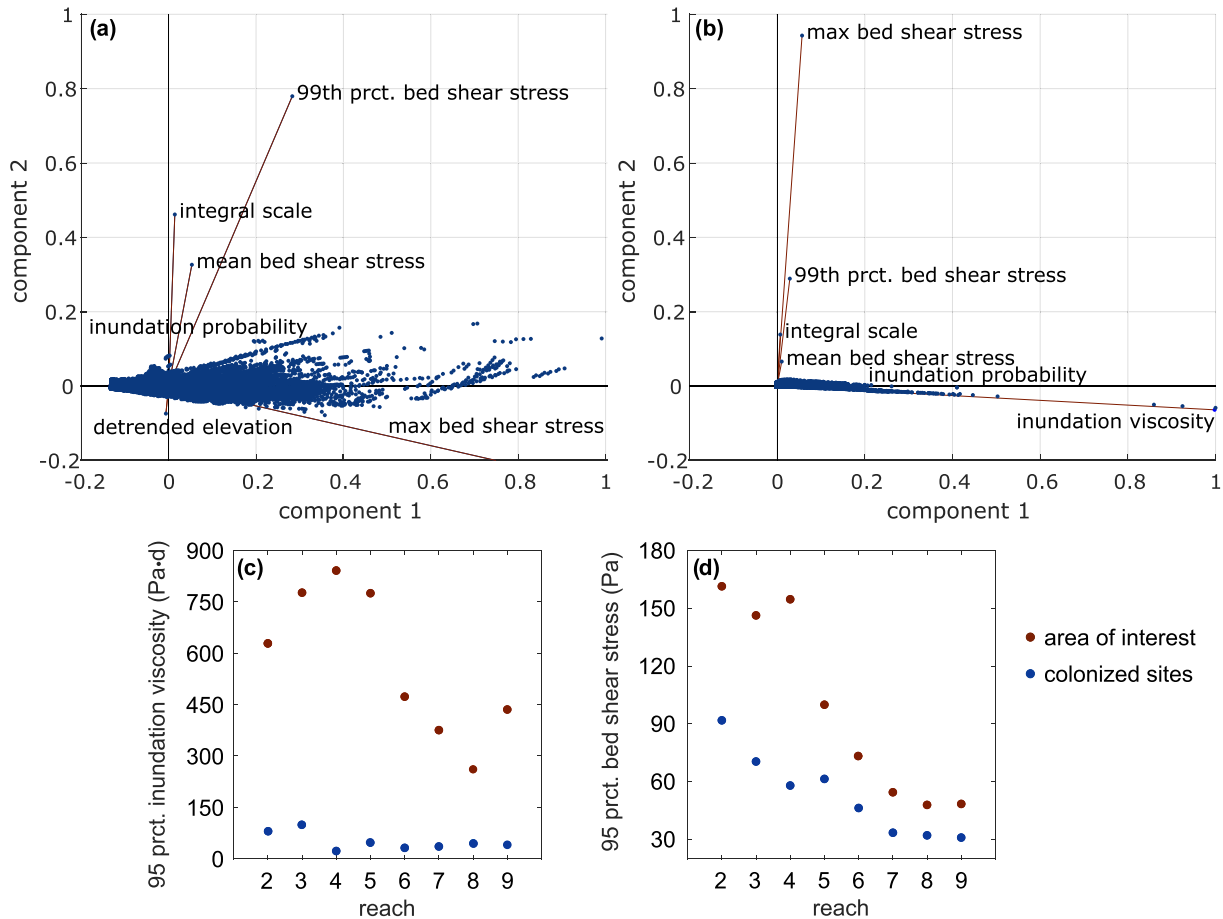 (a)
1
0.8
0.6
0.4
0.2
0
-0.2
component 2
99th prct. bed shear stress
integral scale
mean bed shear stress
inundation probability
detrended elevation
max bed shear stress
-0.2 0 0.2 0.4 0.6 0.8 1
component 1
(b)
1
0.8
0.6
0.4
0.2
0
-0.2
component 2
max bed shear stress
99th prct. bed shear stress
integral scale
mean bed shear stress
inundation probability
inundation viscosity
-0.2 0 0.2 0.4 0.6 0.8 1
component 1
(c)
900
750
600
450
300
150
0
95 prct. inundation viscosity (Pa•d)
2 3 4 5 6 7 8 9
reach
(d)
180
150
120
90
60
30
95 prct. bed shear stress (Pa)
2 3 4 5 6 7 8 9
reach
area of interest
colonized sites